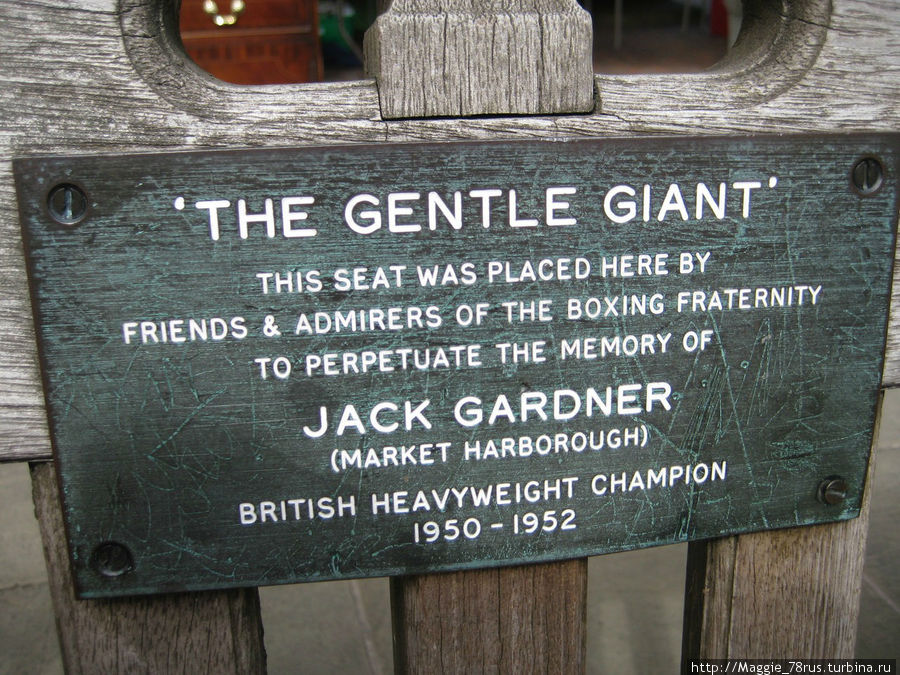 'THE GENTLE GIANT'
THIS SEAT WAS PLACED HERE BY
FRIENDS & ADMIRERS OF THE BOXING FRATERNITY
TO PERPETUATE THE MEMORY OF
JACK GARDNER
(MARKET HARBOROUGH)
BRITISH HEAVYWEIGHT CHAMPION
1950 - 1952
http://Maggie_78rus.turbina.ru